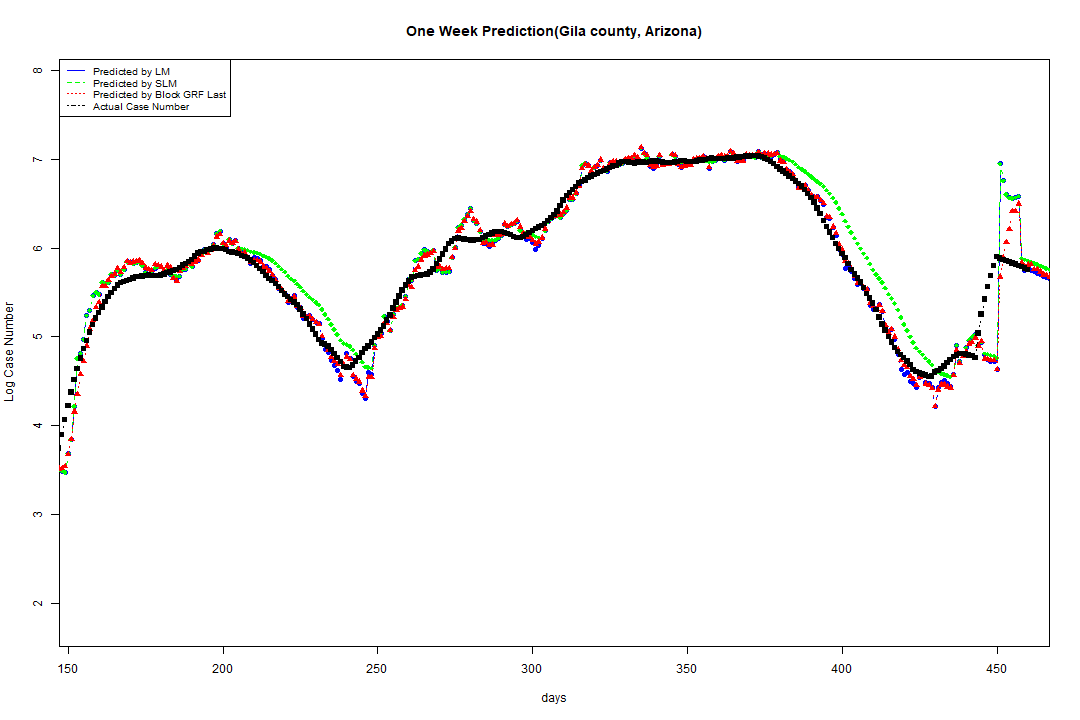 One Week Prediction(Gila county, Arizona)
Predicted by LM
Predicted by SLM
Predicted by Block GRF Last
Actual Case Number
8
7
6
5
4
3
2
Log Case Number
150 200 250 300 350 400 450
days